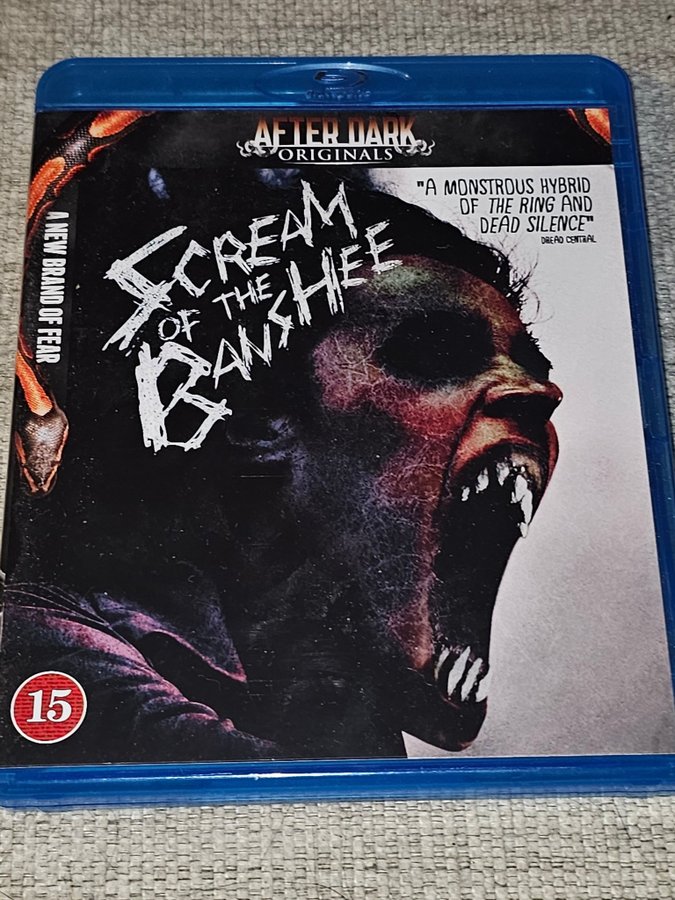 AFTER DARK
ORIGINALS
"A MONSTROUS HYBRID
OF THE RING AND
DEAD SILENCE"
DREAD CENTRAL
SCREAM
OF THE
BANSHEE
A NEW BRAND OF FEAR
15